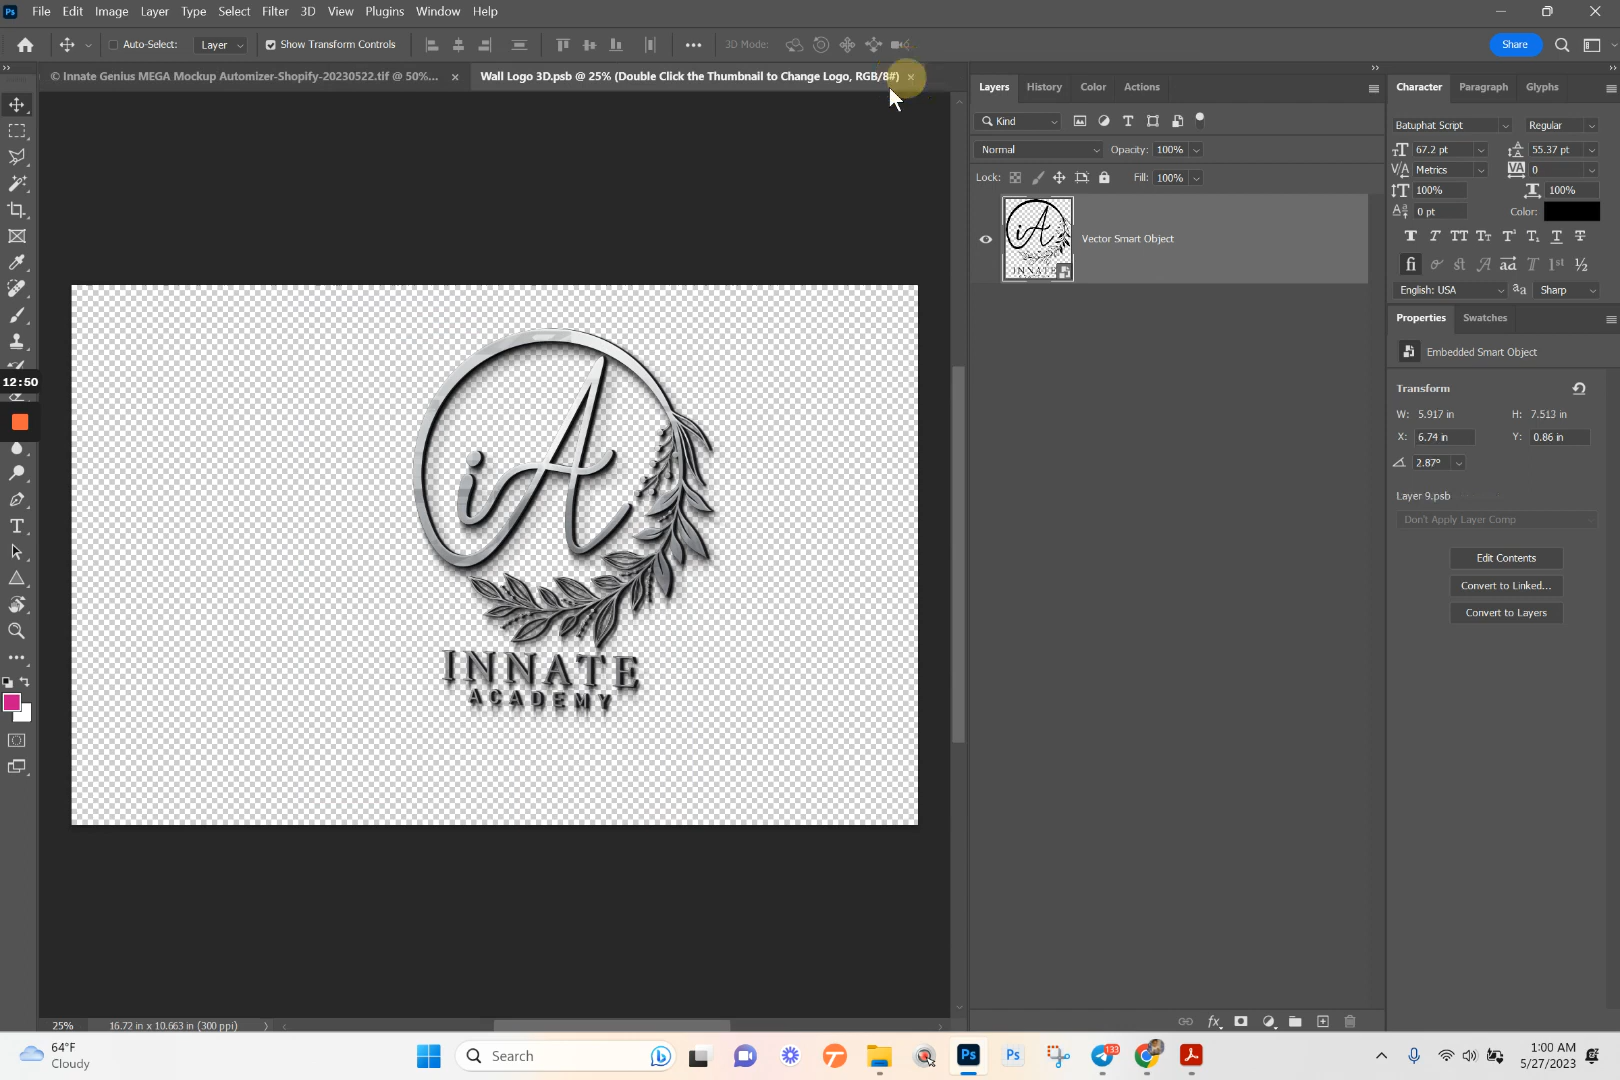 Ps File Edit Image Layer Type Select Filter 3D View Plugins Window Help
Auto-Select: Layer Show Transform Controls 3D Mode: Share
© Innate Genius MEGA Mockup Automizer-Shopify-20230522.tif @ 50%... × Wall Logo 3D.psb @ 25% (Double Click the Thumbnail to Change Logo, RGB/8#) ×
Layers History Color Actions
Kind
Normal Opacity: 100%
Lock: Fill: 100%
iA
INNATE
Vector Smart Object
Character Paragraph Glyphs
Batuphat Script Regular
67.2 pt 55.37 pt
Metrics 0
100% 100%
0 pt Color:
English: USA Sharp
Properties Swatches
Embedded Smart Object
Transform
W: 5.917 in H: 7.513 in
X: 6.74 in Y: 0.86 in
2.87°
Layer 9.psb
Don't Apply Layer Comp
Edit Contents
Convert to Linked...
Convert to Layers
12:50
iA
INNATE
ACADEMY
25% 16.72 in x 10.663 in (300 ppi)
64°F
Cloudy
Search
Ps
Ps
133
1:00 AM
5/27/2023